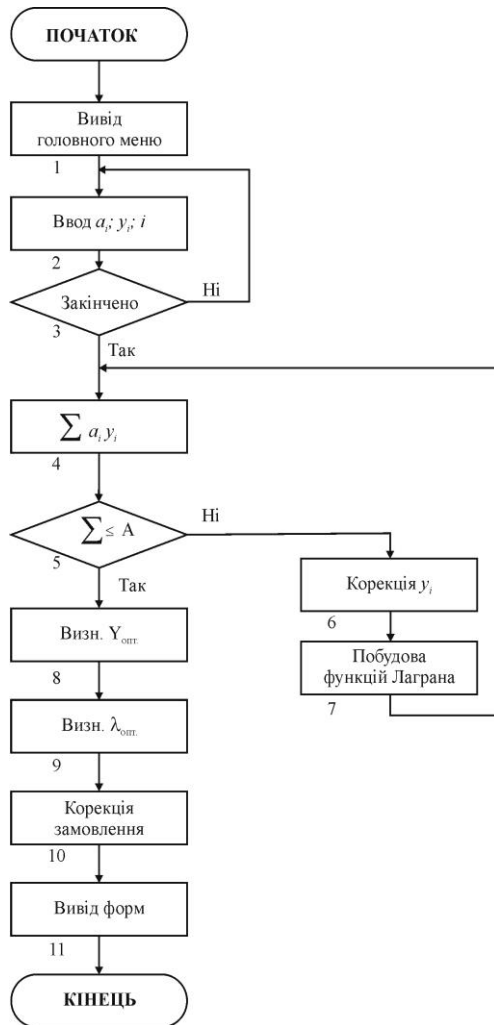 ПОЧАТОК
Вивід
головного меню
1
Ввод aᵢ; yᵢ; i
2
Закінчено
Ні
3
Так
∑ aᵢ yᵢ
4
∑ ≤ A
Ні
5
Так
Корекція yᵢ
6
Побудова
функцій Лаграна
7
Визн. Yопт.
8
Визн. λопт.
9
Корекція
замовлення
10
Вивід форм
11
КІНЕЦЬ